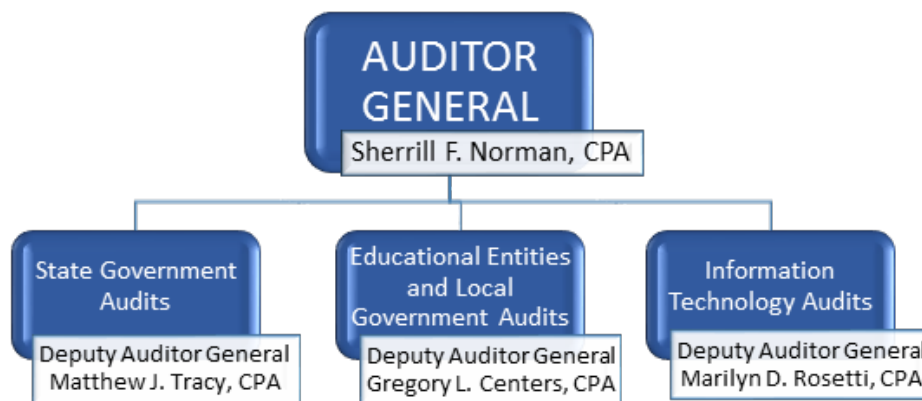 AUDITOR
GENERAL
Sherrill F. Norman, CPA
State Government
Audits
Deputy Auditor General
Matthew J. Tracy, CPA
Educational Entities
and Local
Government Audits
Deputy Auditor General
Gregory L. Centers, CPA
Information
Technology Audits
Deputy Auditor General
Marilyn D. Rosetti, CPA